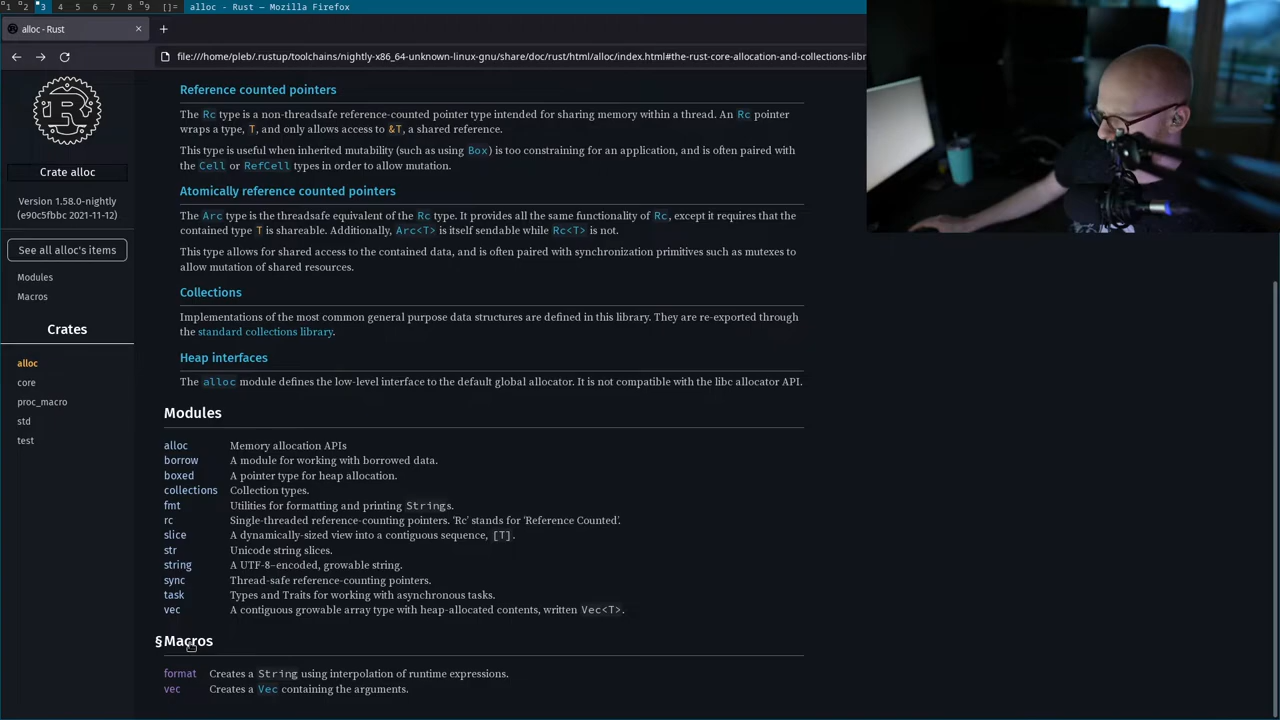 1 2 3 4 5 6 7 8 9 []= alloc - Rust — Mozilla Firefox
alloc - Rust
file:///home/pleb/.rustup/toolchains/nightly-x86_64-unknown-linux-gnu/share/doc/rust/html/alloc/index.html#the-rust-core-allocation-and-collections-libr
Crate alloc
Version 1.58.0-nightly
(e90c5fbbc 2021-11-12)
See all alloc's items
Modules
Macros
Crates
alloc
core
proc_macro
std
test
Reference counted pointers
The Rc type is a non-threadsafe reference-counted pointer type intended for sharing memory within a thread. An Rc pointer
wraps a type, T, and only allows access to &T, a shared reference.
This type is useful when inherited mutability (such as using Box) is too constraining for an application, and is often paired with
the Cell or RefCell types in order to allow mutation.
Atomically reference counted pointers
The Arc type is the threadsafe equivalent of the Rc type. It provides all the same functionality of Rc, except it requires that the
contained type T is shareable. Additionally, Arc<T> is itself sendable while Rc<T> is not.
This type allows for shared access to the contained data, and is often paired with synchronization primitives such as mutexes to
allow mutation of shared resources.
Collections
Implementations of the most common general purpose data structures are defined in this library. They are re-exported through
the standard collections library.
Heap interfaces
The alloc module defines the low-level interface to the default global allocator. It is not compatible with the libc allocator API.
Modules
alloc Memory allocation APIs
borrow A module for working with borrowed data.
boxed A pointer type for heap allocation.
collections Collection types.
fmt Utilities for formatting and printing Strings.
rc Single-threaded reference-counting pointers. ‘Rc’ stands for ‘Reference Counted’.
slice A dynamically-sized view into a contiguous sequence, [T].
str Unicode string slices.
string A UTF-8–encoded, growable string.
sync Thread-safe reference-counting pointers.
task Types and Traits for working with asynchronous tasks.
vec A contiguous growable array type with heap-allocated contents, written Vec<T>.
§Macros
format Creates a String using interpolation of runtime expressions.
vec Creates a Vec containing the arguments.